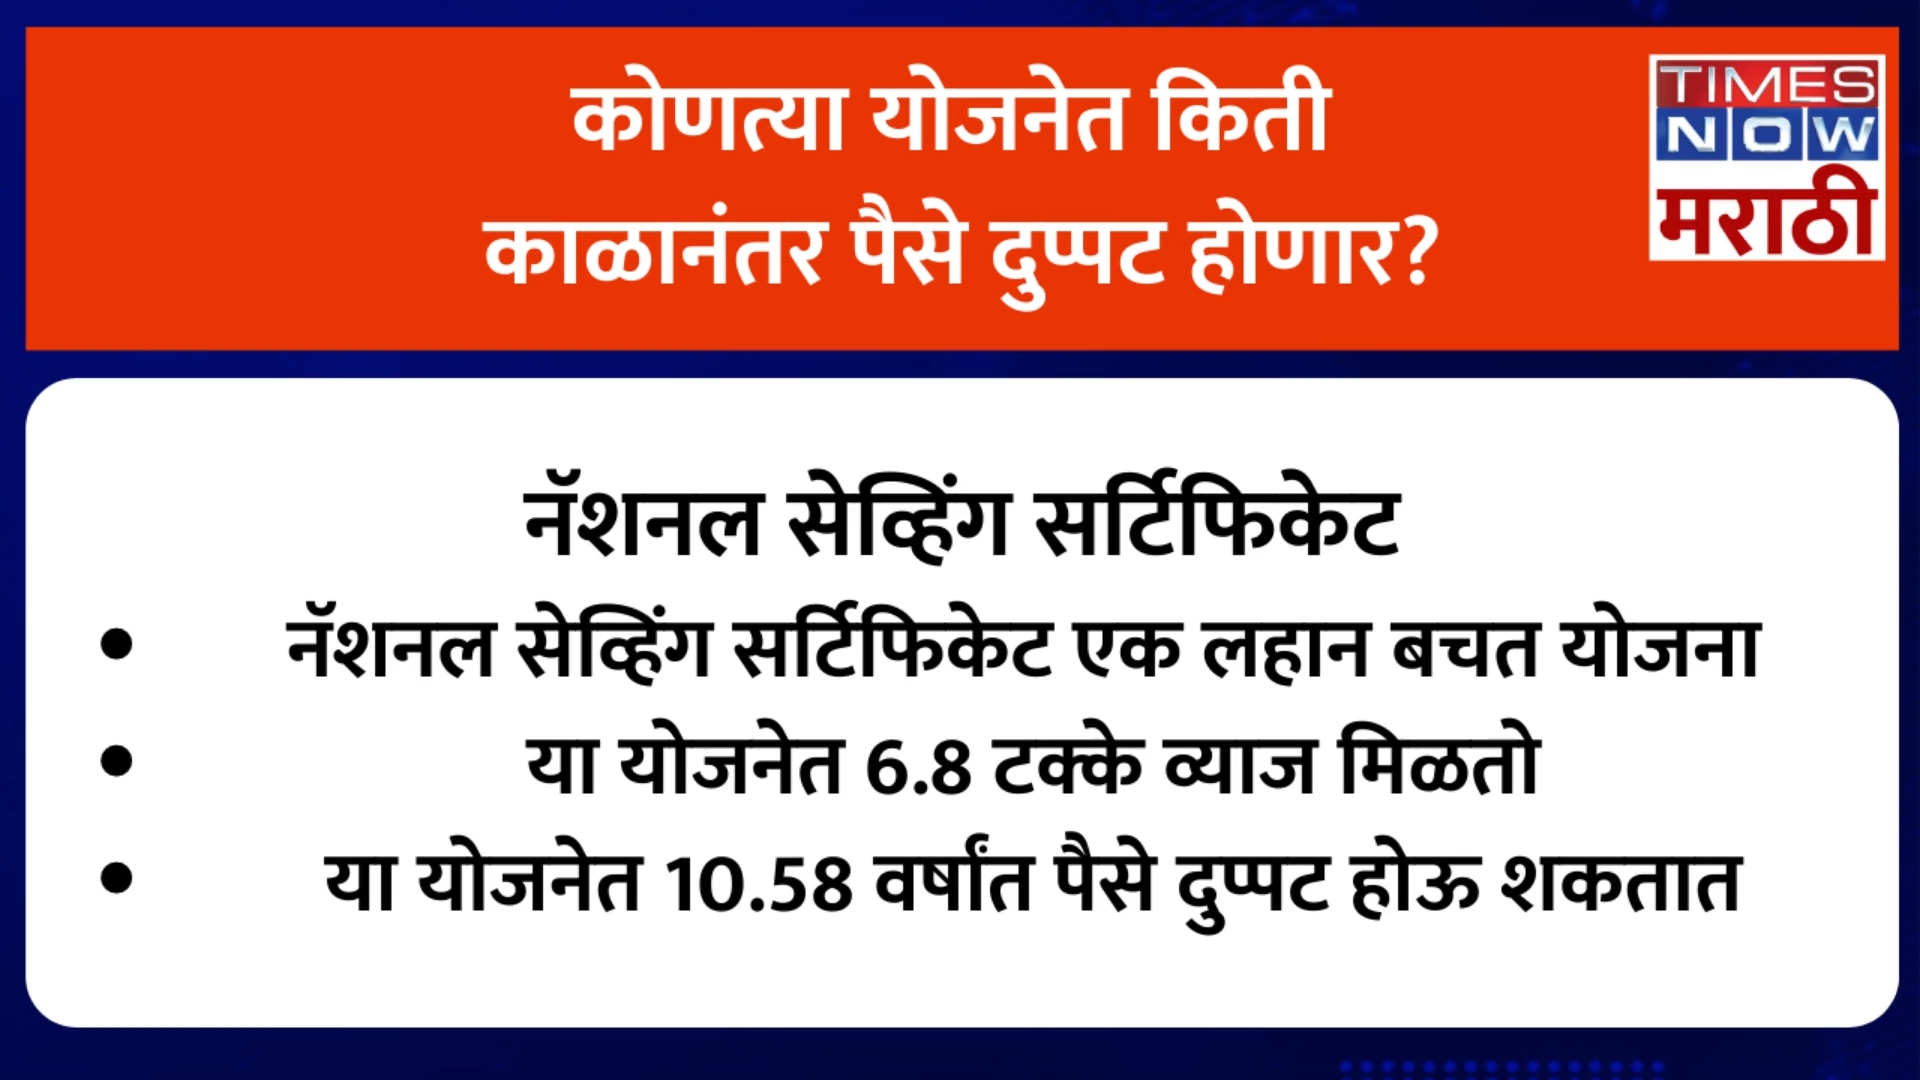 कोणत्या योजनेत किती
काळानंतर पैसे दुप्पट होणार?
TIMES
NOW
मराठी
नॅशनल सेव्हिंग सर्टिफिकेट
• नॅशनल सेव्हिंग सर्टिफिकेट एक लहान बचत योजना
• या योजनेत 6.8 टक्के व्याज मिळतो
• या योजनेत 10.58 वर्षांत पैसे दुप्पट होऊ शकतात